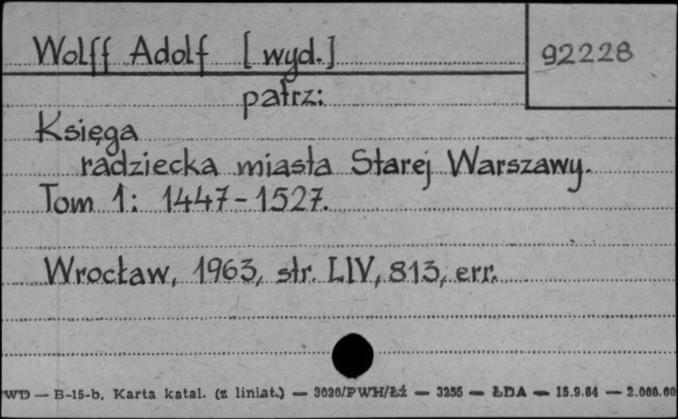 Wolff Adolf [wyd.]
92228
patrz:
Księga
radziecka miasta Starej Warszawy.
Tom 1: 1447-1527.
Wrocław, 1963, str. LIV, 813, err.
WD — B-15-b. Karta katal. (z liniat.) — 3020/PWH/Łź — 3255 — ŁDA — 15.9.64 — 2.000.00